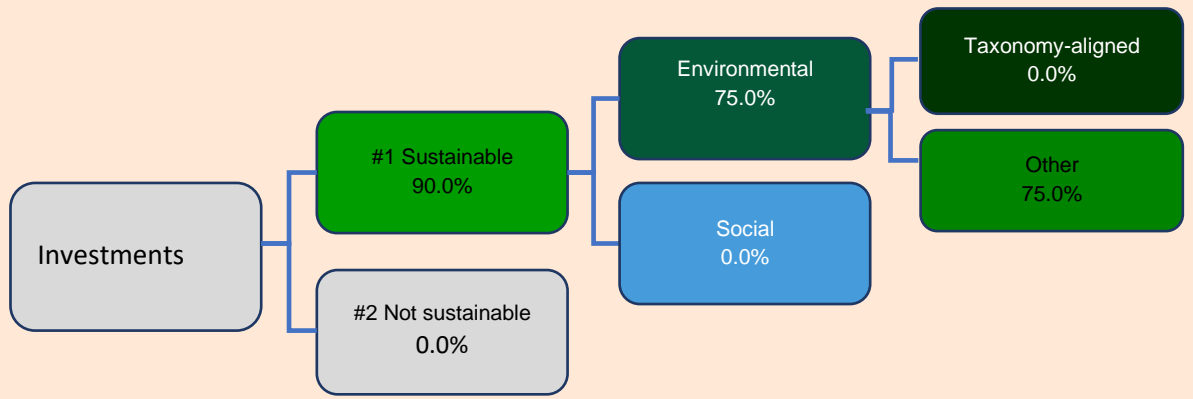 Investments
#1 Sustainable
90.0%
#2 Not sustainable
0.0%
Environmental
75.0%
Social
0.0%
Taxonomy-aligned
0.0%
Other
75.0%